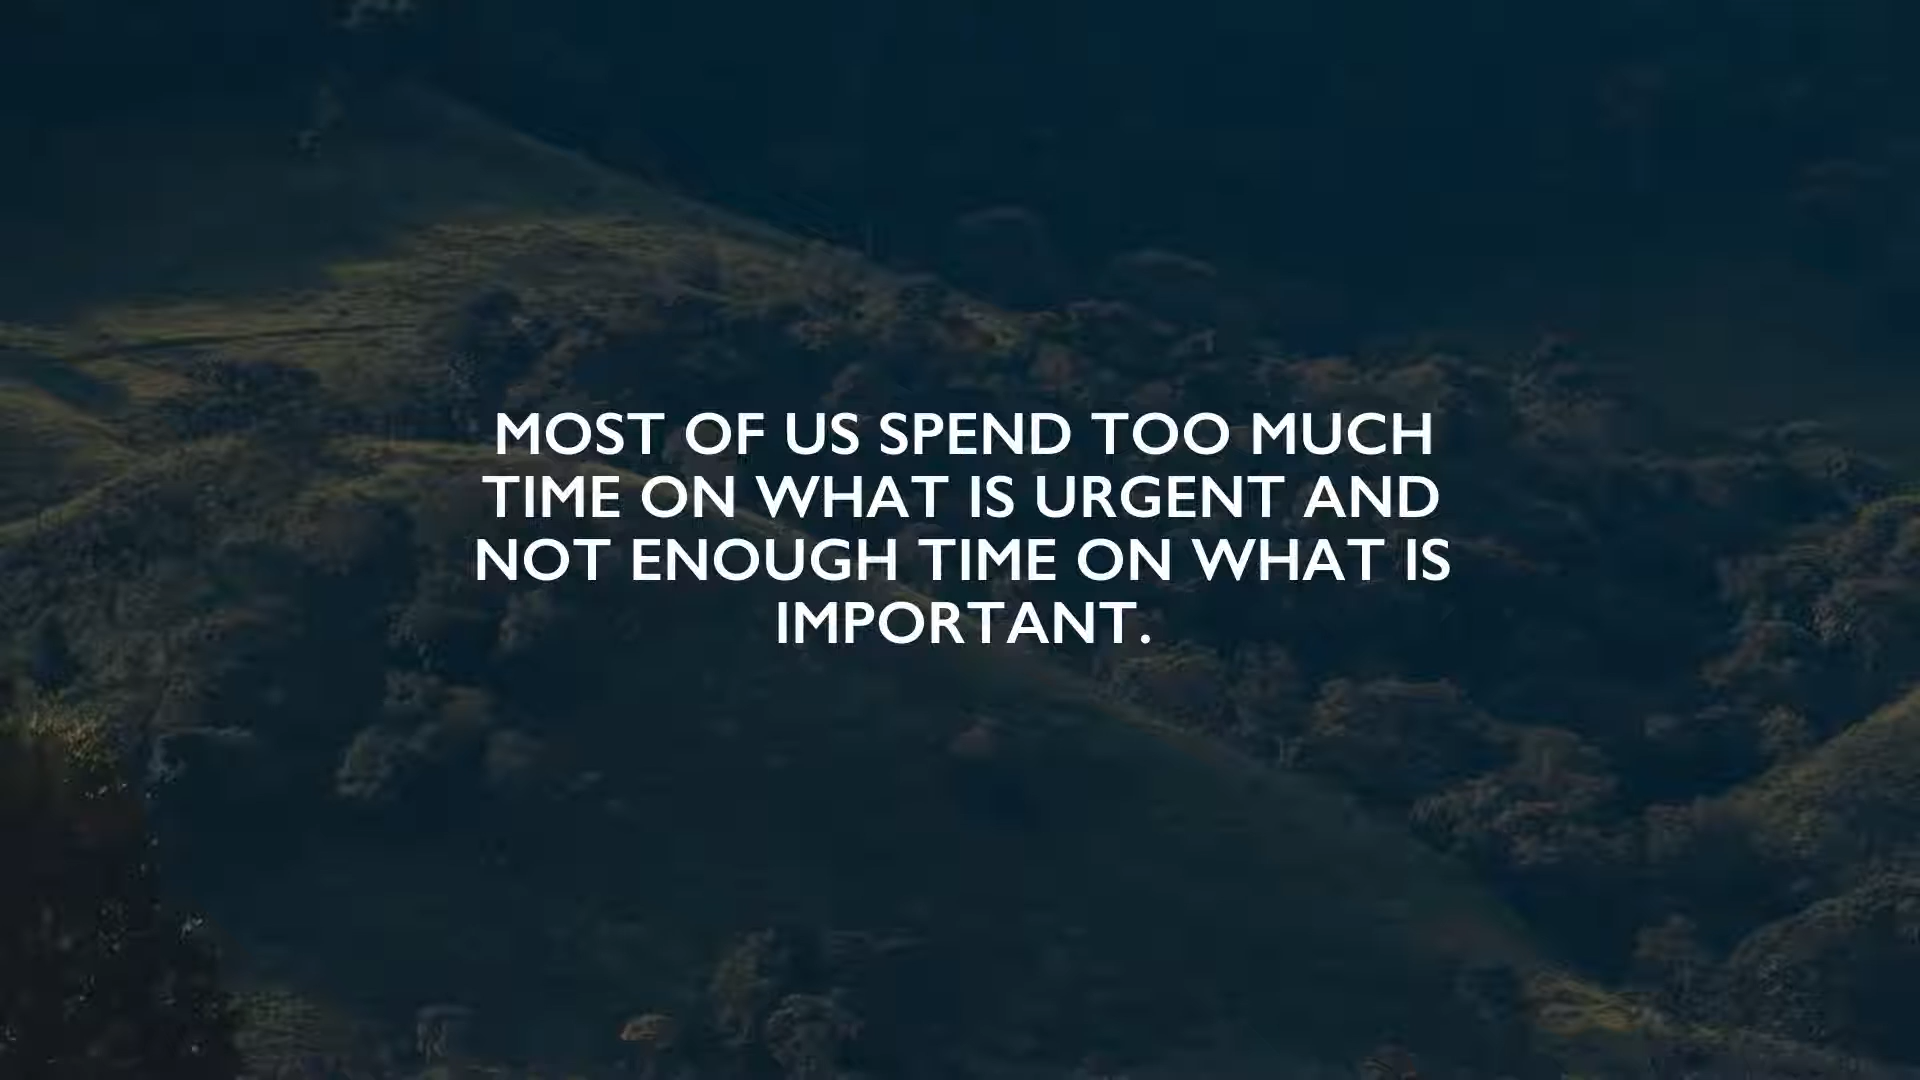 MOST OF US SPEND TOO MUCH
TIME ON WHAT IS URGENT AND
NOT ENOUGH TIME ON WHAT IS
IMPORTANT.